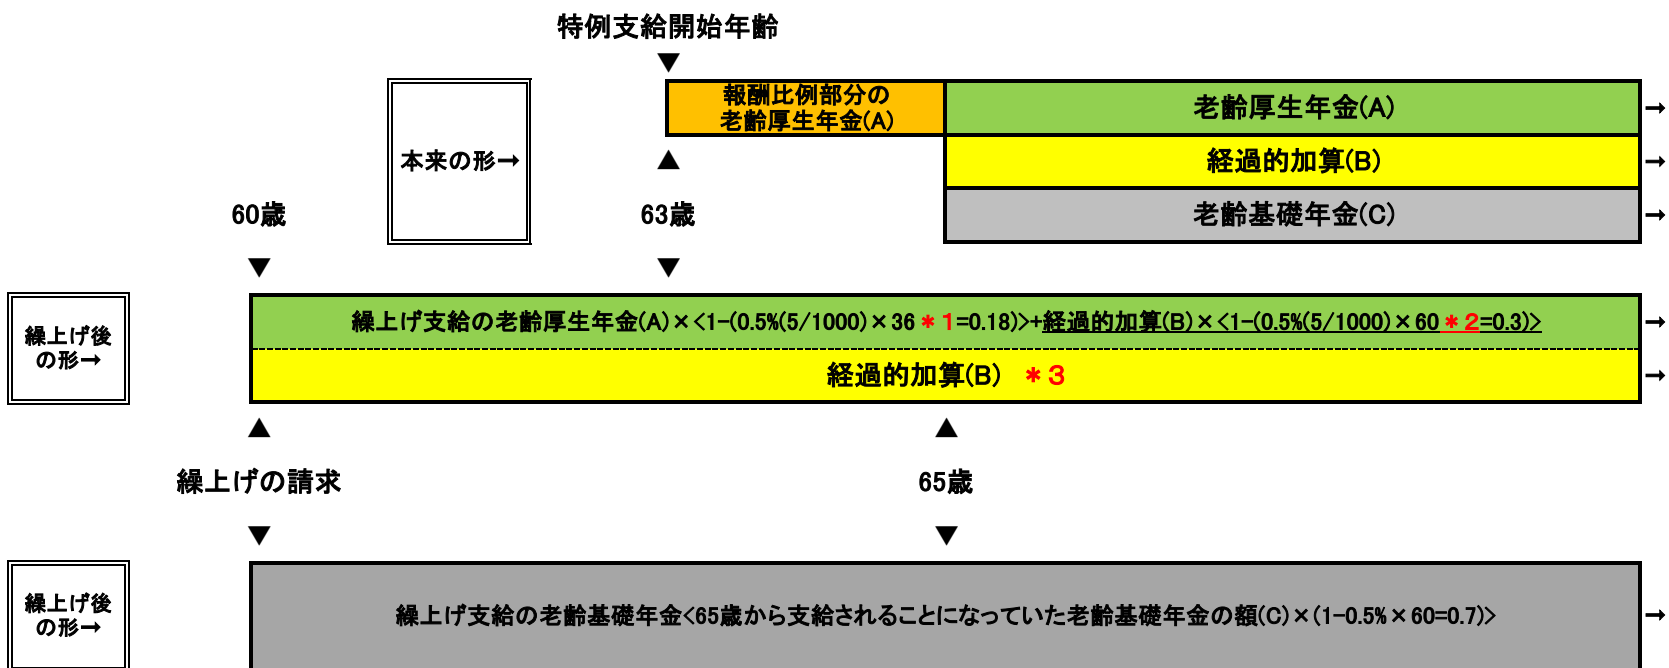 特例支給開始年齢
▼
報酬比例部分の
老齢厚生年金(A)
老齢厚生年金(A)
→
本来の形→
▲
経過的加算(B)
→
60歳
63歳
老齢基礎年金(C)
→
▼
▼
繰上げ後
の形→
繰上げ支給の老齢厚生年金(A)×<1-(0.5%(5/1000)×36＊1=0.18)>+経過的加算(B)×<1-(0.5%(5/1000)×60＊2=0.3)>
→
経過的加算(B) ＊3
→
▲
▲
繰上げの請求
65歳
▼
▼
繰上げ後
の形→
繰上げ支給の老齢基礎年金<65歳から支給されることになっていた老齢基礎年金の額(C)×(1-0.5%×60=0.7)>
→